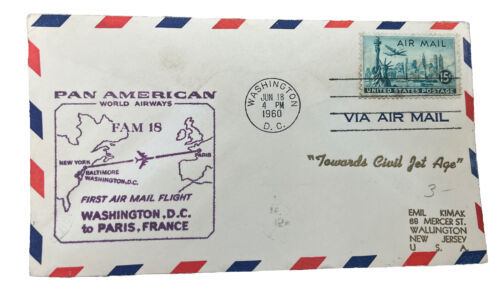 PAN AMERICAN
WORLD AIRWAYS
FAM 18
NEW YORK
BALTIMORE
WASHINGTON, D.C.
PARIS
FIRST AIR MAIL FLIGHT
WASHINGTON, D.C.
to PARIS, FRANCE
WASHINGTON
JUN 18
4 PM
1960
D. C.
AIR MAIL
15¢
UNITED STATES POSTAGE
VIA AIR MAIL
"Towards Civil Jet Age"
3-
EMIL KIMAK
68 MERCER ST.
WALLINGTON
NEW JERSEY
U. S. A